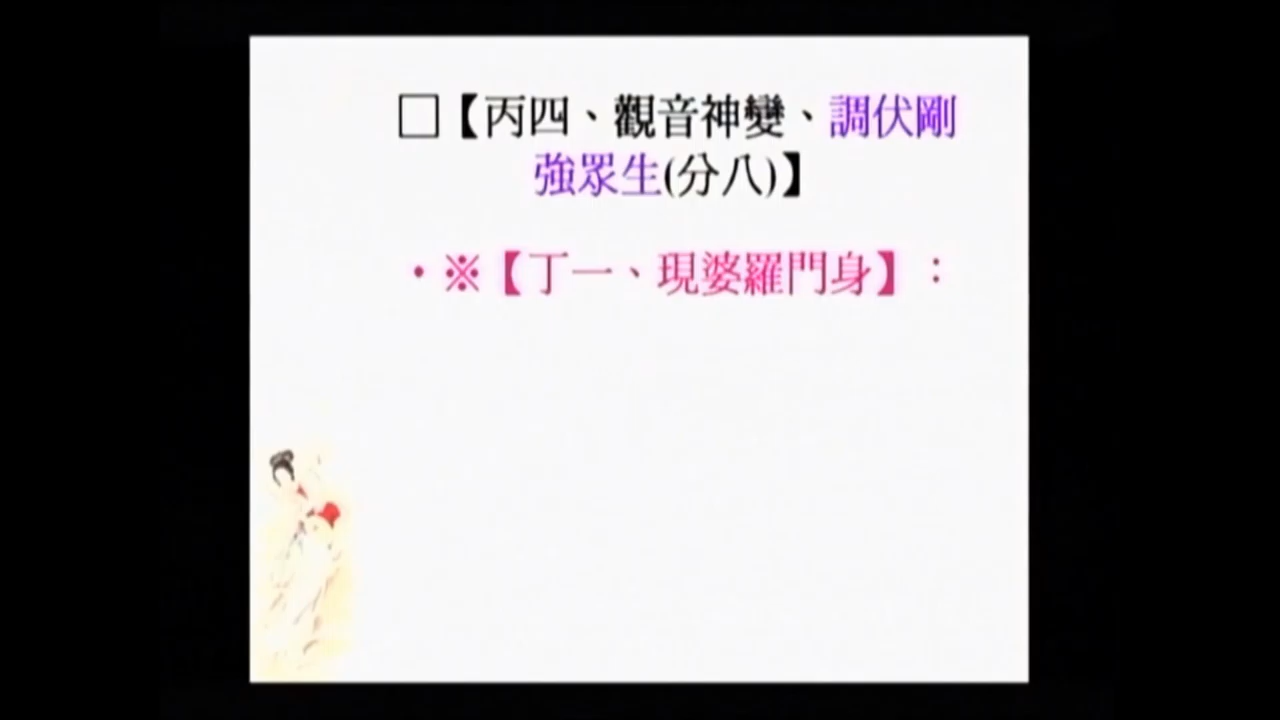 □【丙四、觀音神變、調伏剛
強眾生(分八)】
•※【丁一、現婆羅門身】：